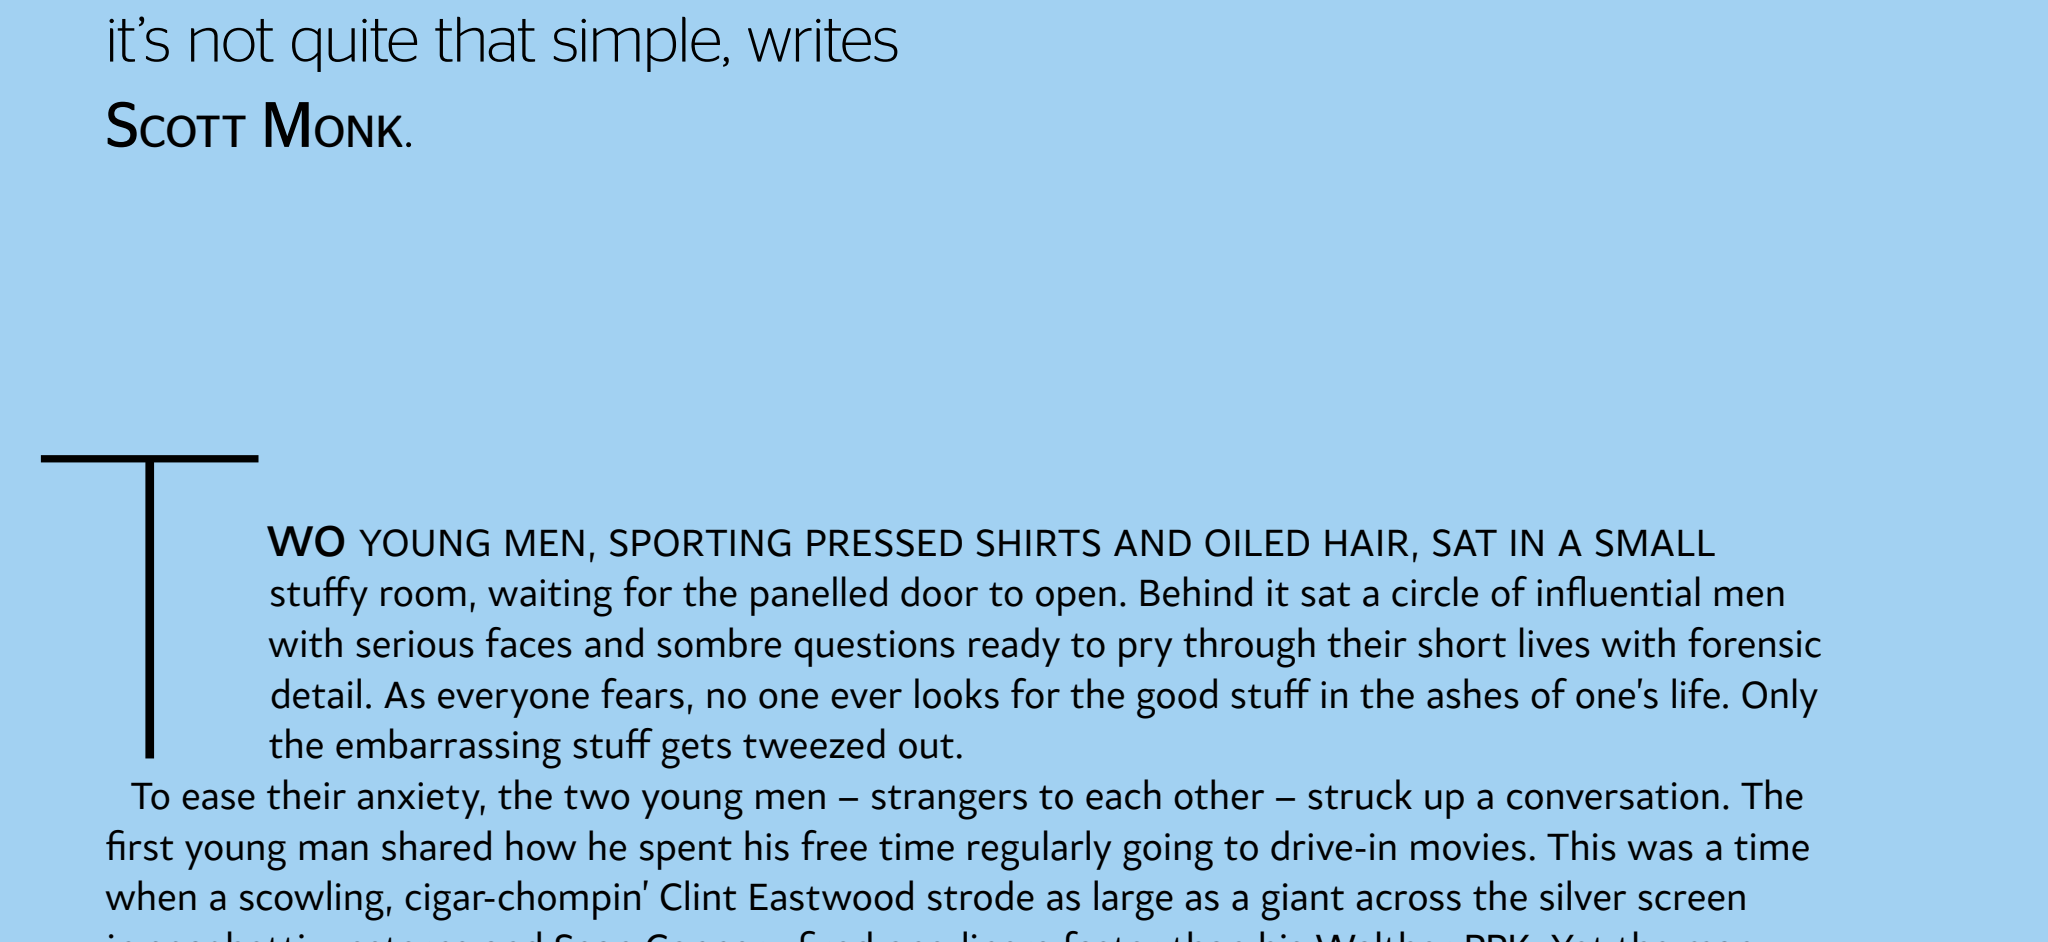 it’s not quite that simple, writes
SCOTT MONK.
TWO YOUNG MEN, SPORTING PRESSED SHIRTS AND OILED HAIR, SAT IN A SMALL
stuffy room, waiting for the panelled door to open. Behind it sat a circle of influential men
with serious faces and sombre questions ready to pry through their short lives with forensic
detail. As everyone fears, no one ever looks for the good stuff in the ashes of one’s life. Only
the embarrassing stuff gets tweezed out.
To ease their anxiety, the two young men – strangers to each other – struck up a conversation. The
first young man shared how he spent his free time regularly going to drive-in movies. This was a time
when a scowling, cigar-chompin’ Clint Eastwood strode as large as a giant across the silver screen